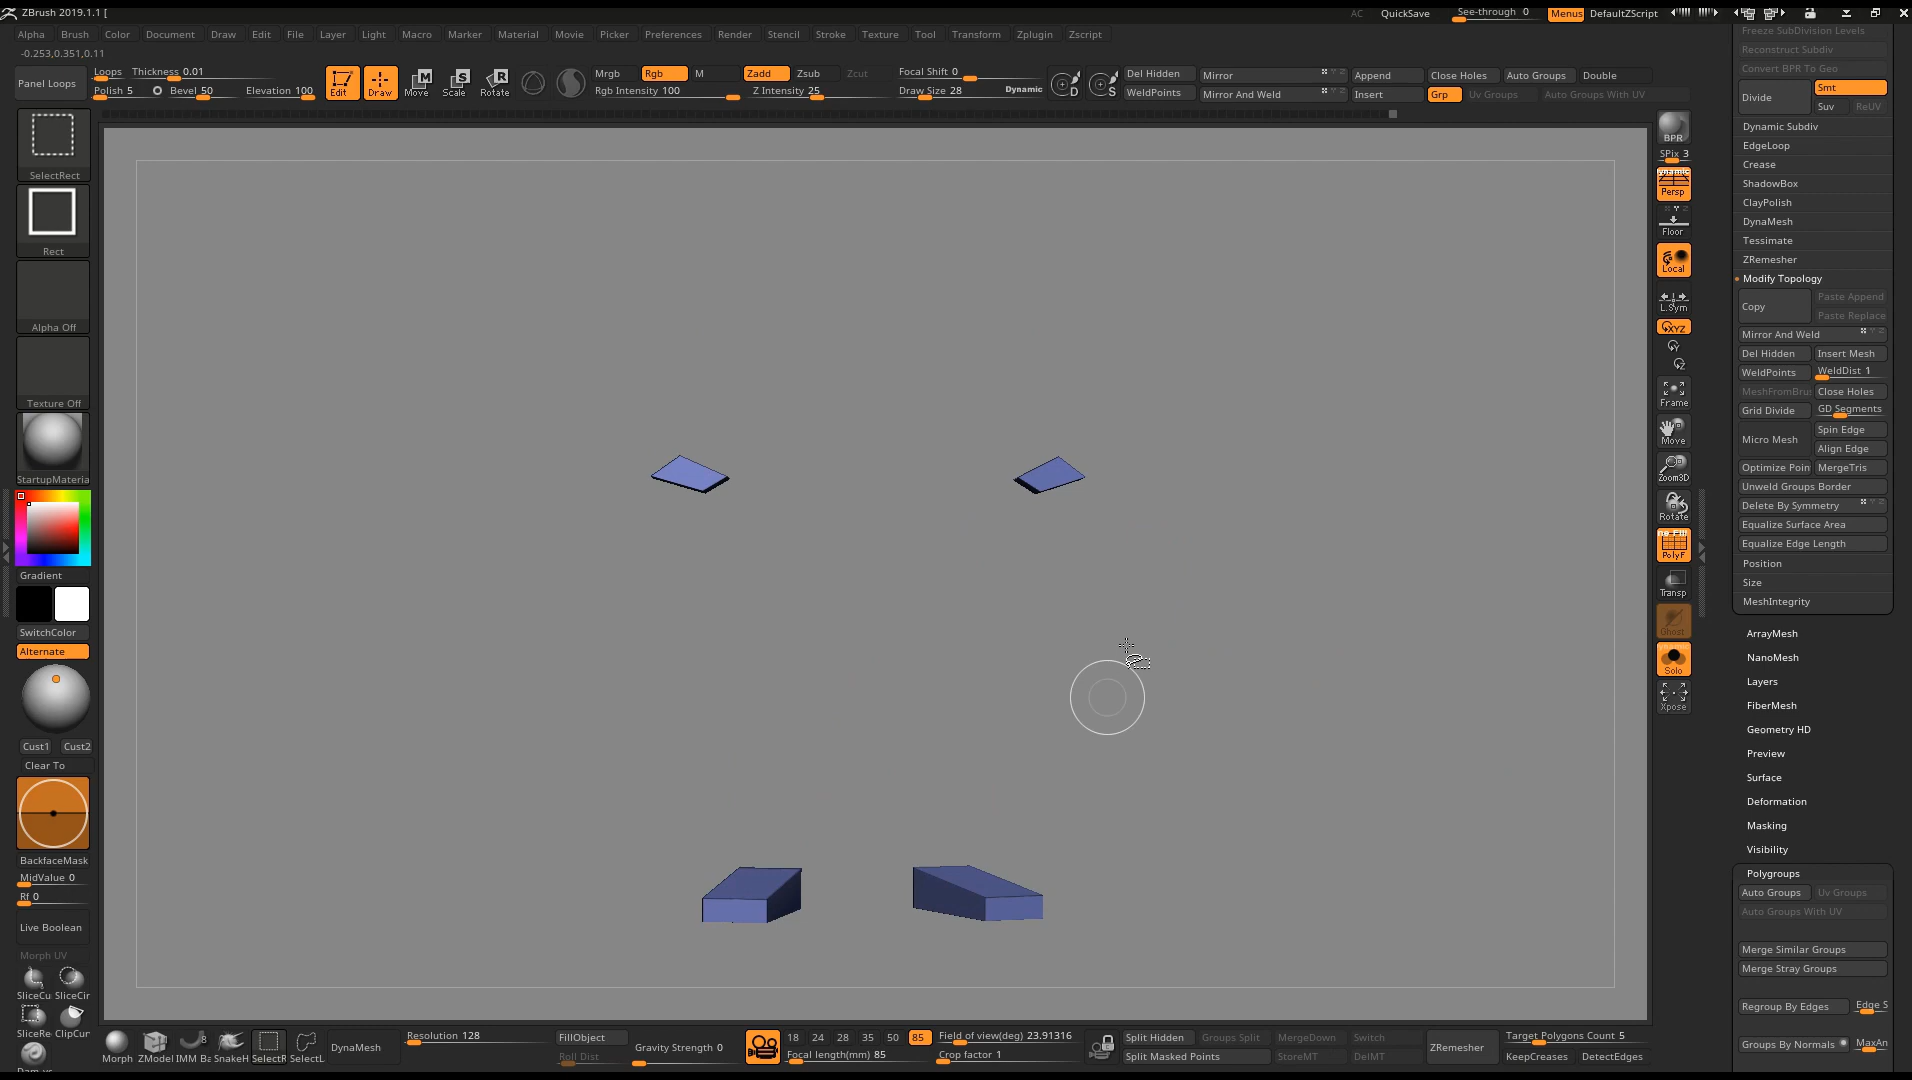 ZBrush 2019.1.1 [
AC QuickSave See-through 0 Menus DefaultZScript
Alpha Brush Color Document Draw Edit File Layer Light Macro Marker Material Movie Picker Preferences Render Stencil Stroke Texture Tool Transform Zplugin Zscript
-0.253,0.351,0.11
Panel Loops
Loops Thickness 0.01
Polish 5 Bevel 50 Elevation 100
Edit Draw Move Scale Rotate
Mrgb Rgb M Zadd Zsub Zcut
Rgb Intensity 100 Z Intensity 25
Focal Shift 0
Draw Size 28 Dynamic
D S
Del Hidden Mirror Append Close Holes Auto Groups Double
WeldPoints Mirror And Weld Insert Grp Uv Groups Auto Groups With UV
SelectRect
Rect
Alpha Off
Texture Off
StartupMateria
Gradient
SwitchColor
Alternate
Cust1 Cust2
Clear To
BackfaceMask
MidValue 0
Rf 0
Live Boolean
Morph UV
SliceCu SliceCir
SliceRe ClipCur
BPR
SPix 3
Persp
Floor
Local
L.Sym
XYZ
Y
Z
Frame
Move
Zoom3D
Rotate
PolyF
Transp
Ghost
Solo
Xpose
Freeze SubDivision Levels
Reconstruct Subdiv
Convert BPR To Geo
Divide Smt
Suv ReUV
Dynamic Subdiv
EdgeLoop
Crease
ShadowBox
ClayPolish
DynaMesh
Tessimate
ZRemesher
Modify Topology
Copy Paste Append
Paste Replace
Mirror And Weld
Del Hidden Insert Mesh
WeldPoints WeldDist 1
MeshFromBru Close Holes
Grid Divide GD Segments
Micro Mesh Spin Edge
Align Edge
Optimize Poin MergeTris
Unweld Groups Border
Delete By Symmetry
Equalize Surface Area
Equalize Edge Length
Position
Size
MeshIntegrity
ArrayMesh
NanoMesh
Layers
FiberMesh
Geometry HD
Preview
Surface
Deformation
Masking
Visibility
Polygroups
Auto Groups Uv Groups
Auto Groups With UV
Merge Similar Groups
Merge Stray Groups
Regroup By Edges Edge S
Groups By Normals MaxAn
Morph ZModel IMM Ba SnakeH SelectR SelectL
DynaMesh
Resolution 128
FillObject
Roll Dist
Gravity Strength 0
18 24 28 35 50 85
Focal length(mm) 85
Field of view(deg) 23.91316
Crop factor 1
Split Hidden Groups Split MergeDown Switch
Split Masked Points StoreMT DelMT
ZRemesher
Target Polygons Count 5
KeepCreases DetectEdges